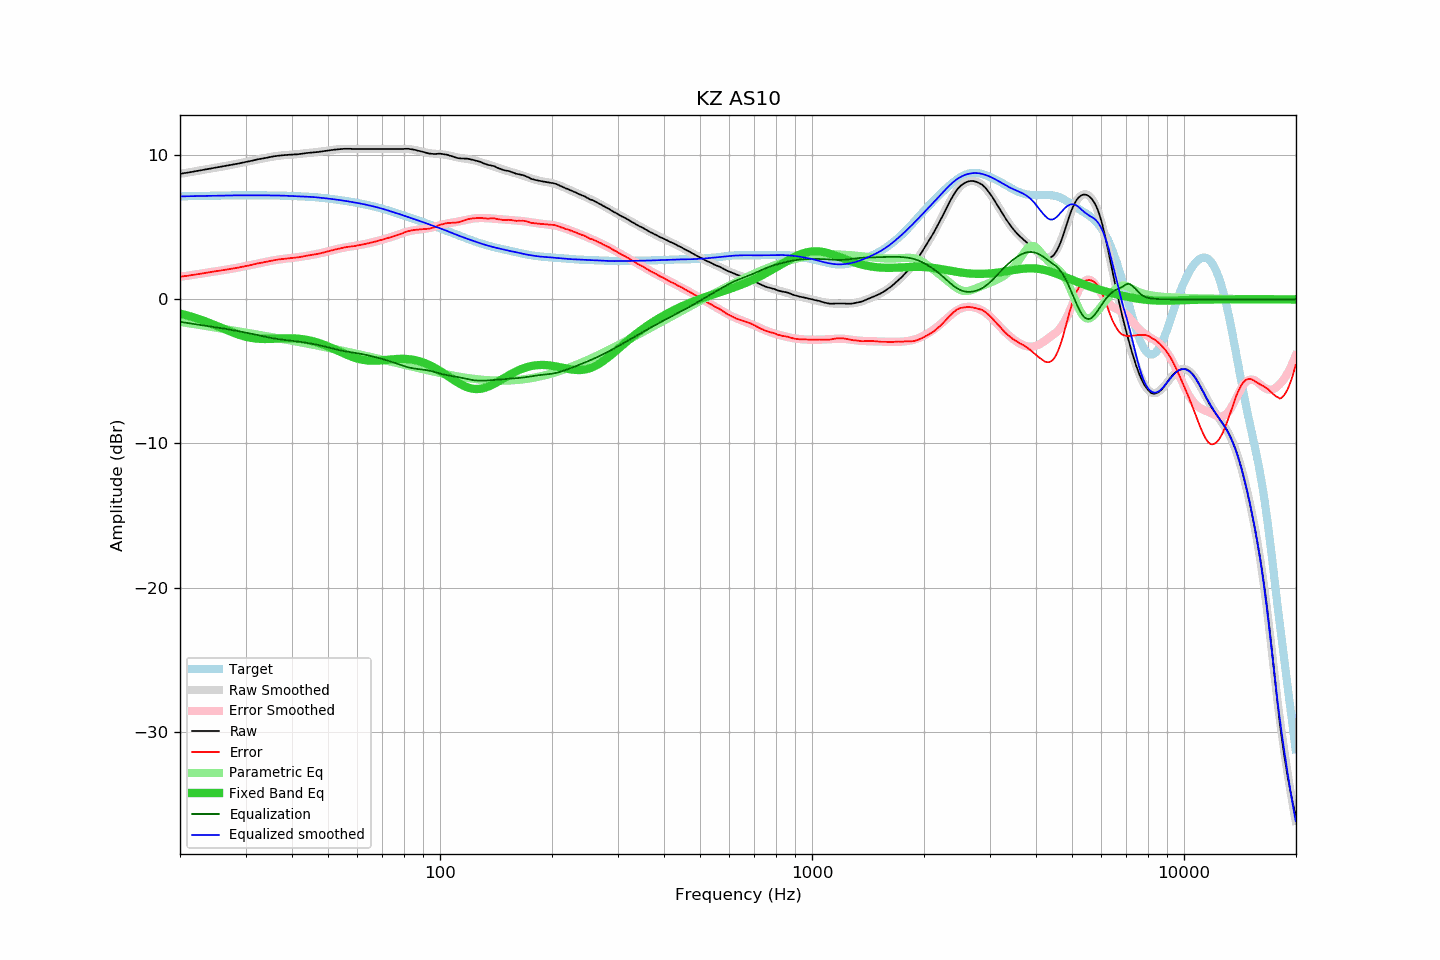 KZ AS10
10
0
−10
−20
−30
Amplitude (dBr)
Target
Raw Smoothed
Error Smoothed
Raw
Error
Parametric Eq
Fixed Band Eq
Equalization
Equalized smoothed
100
1000
10000
Frequency (Hz)